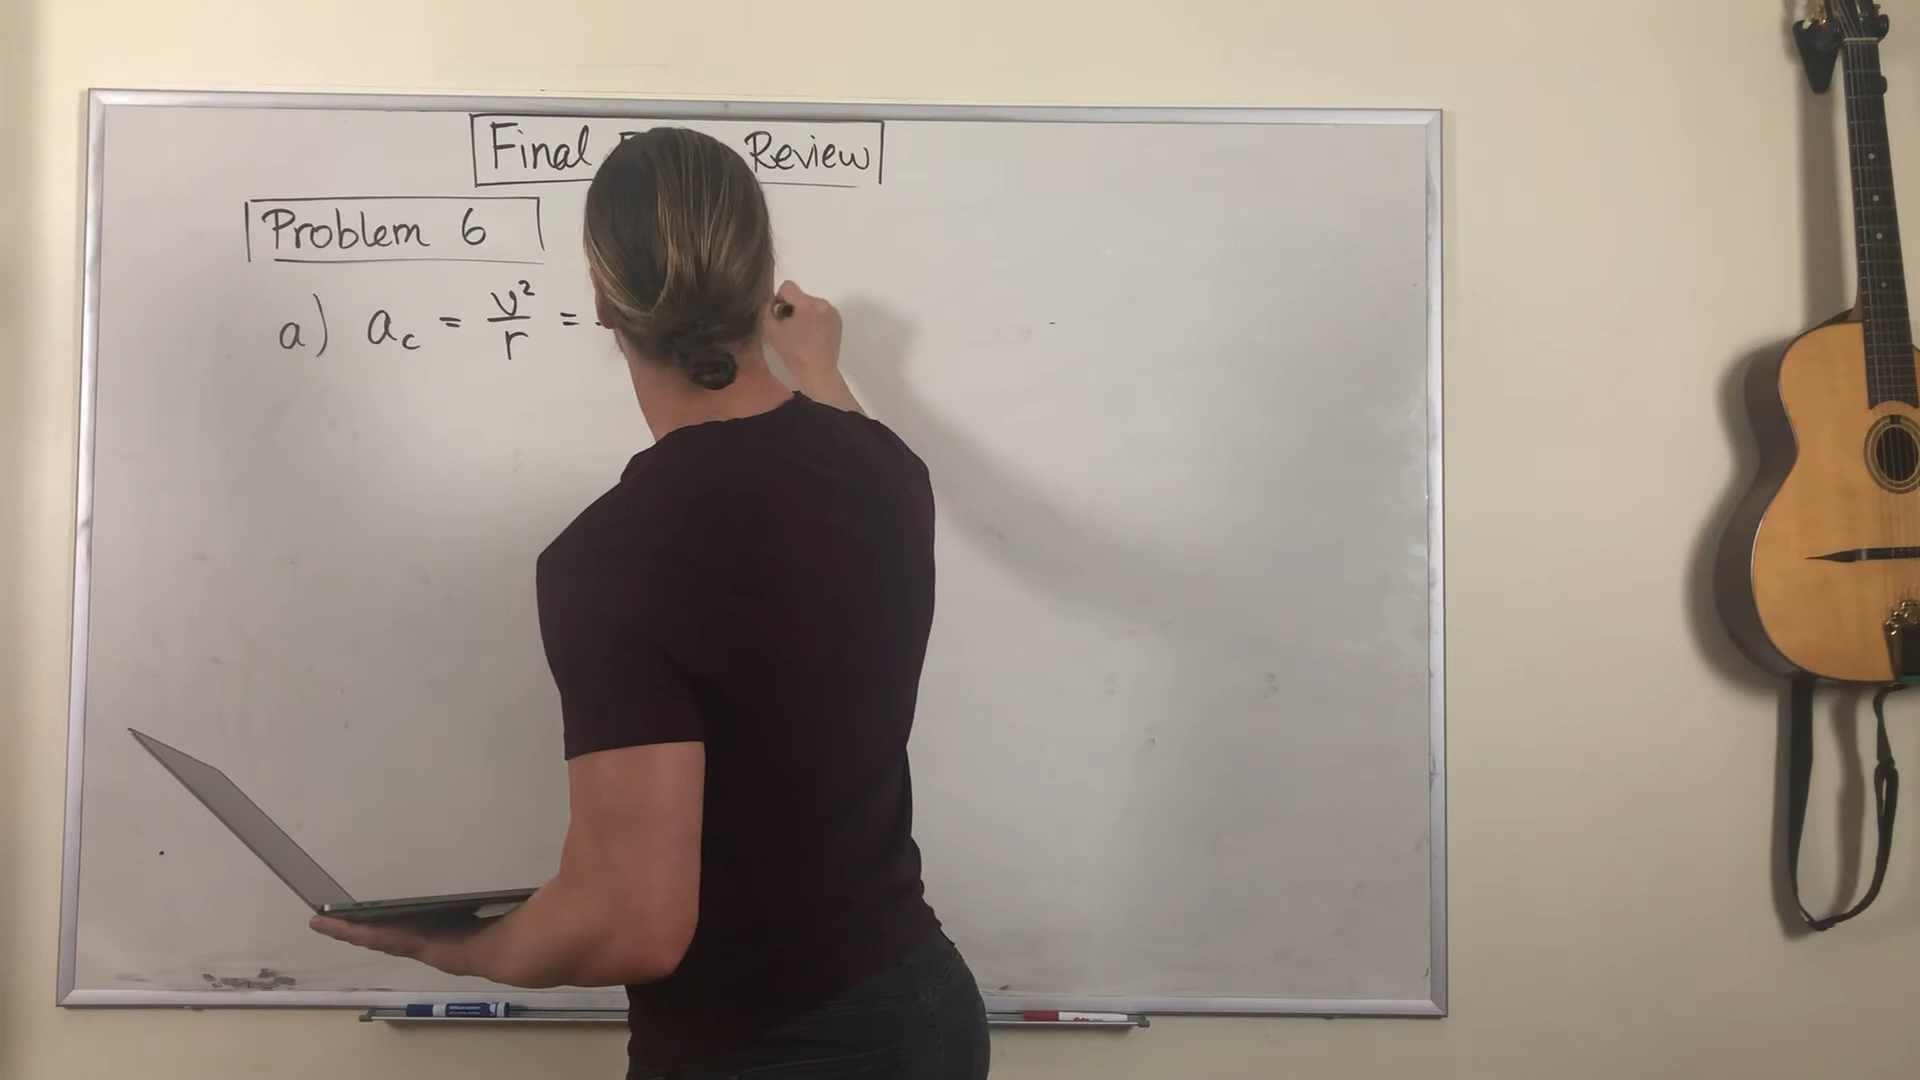 Final Review
Problem 6
a) a_c = v²/r =